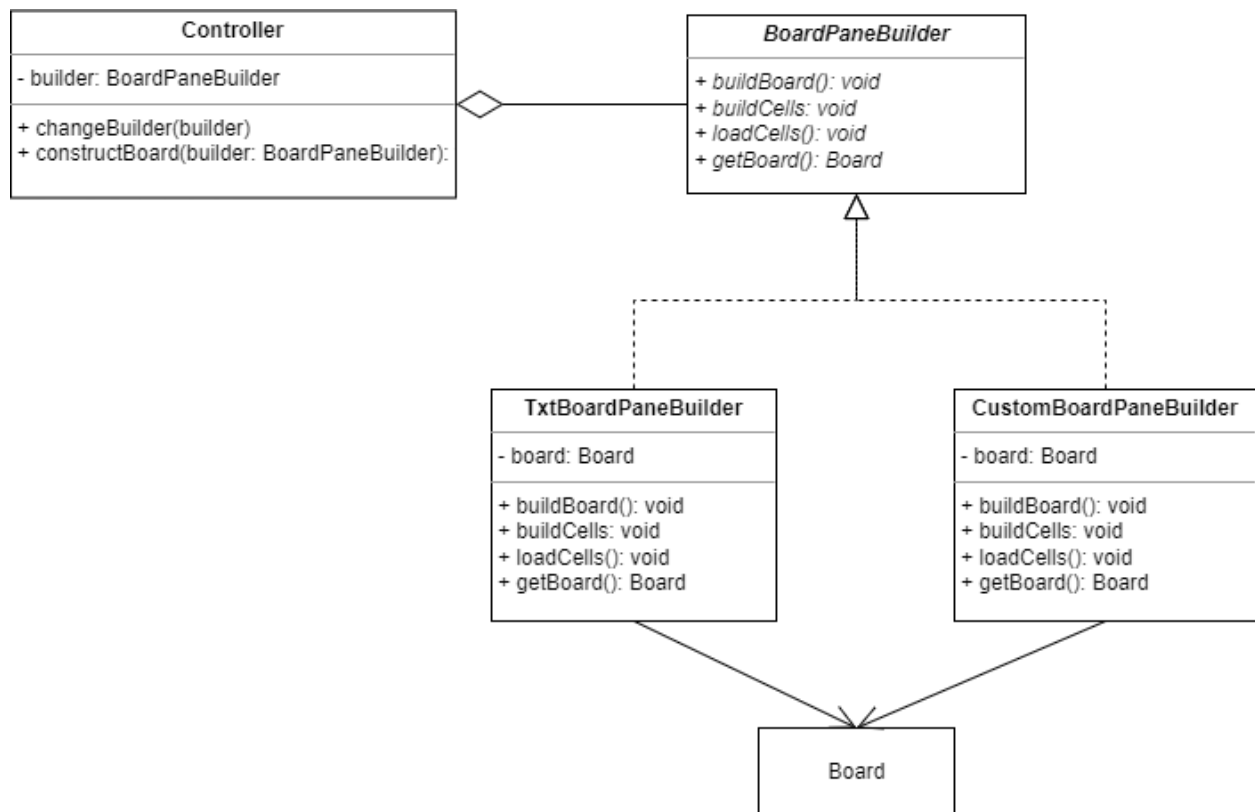 Controller
- builder: BoardPaneBuilder
+ changeBuilder(builder)
+ constructBoard(builder: BoardPaneBuilder):
BoardPaneBuilder
+ buildBoard(): void
+ buildCells: void
+ loadCells(): void
+ getBoard(): Board
TxtBoardPaneBuilder
- board: Board
+ buildBoard(): void
+ buildCells: void
+ loadCells(): void
+ getBoard(): Board
CustomBoardPaneBuilder
- board: Board
+ buildBoard(): void
+ buildCells: void
+ loadCells(): void
+ getBoard(): Board
Board